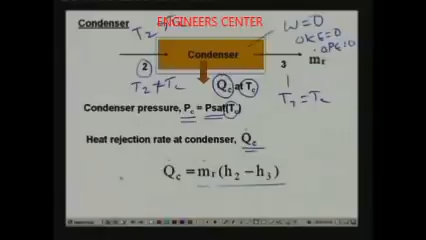 Condenser
ENGINEERS CENTER
W=0
ΔKE=0
ΔPE=0
Condenser
2
3
ṁr
T2 ≠ Tc
Qc at Tc
T3 = Tc
Condenser pressure, Pc = Psat(Tc)
Heat rejection rate at condenser, Q̇c
Q̇c = ṁr(h2 − h3)